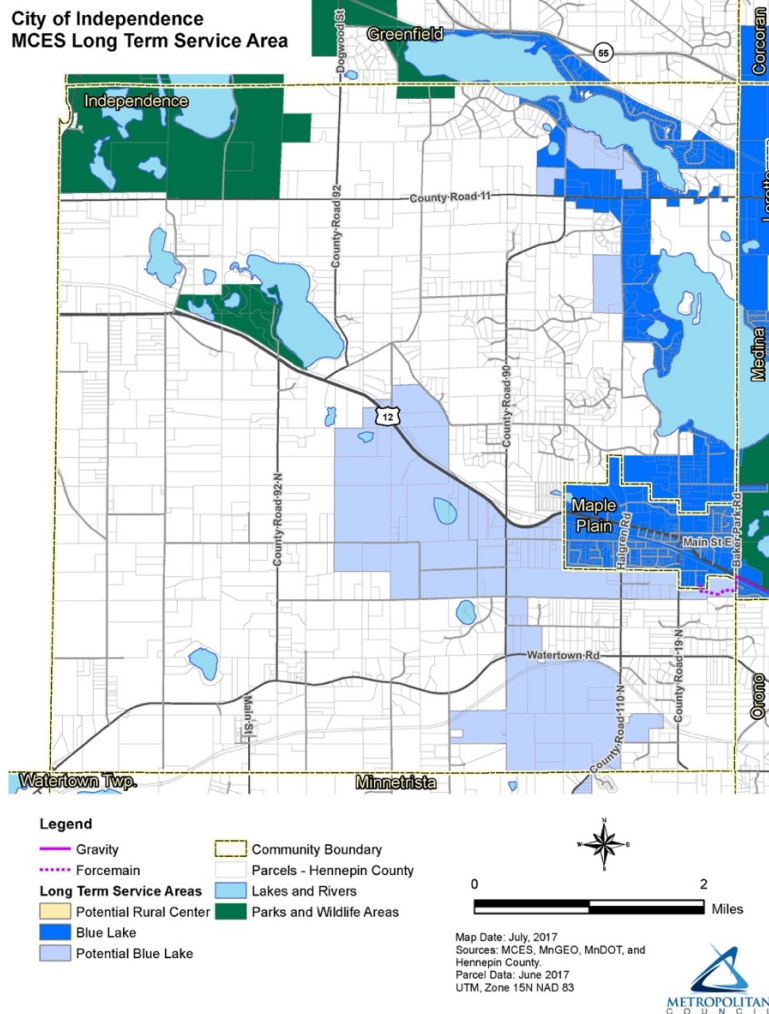 City of Independence
MCES Long Term Service Area
Greenfield
55
Corcoran
Dogwood St
Independence
County Road 92
County Road 11
Loretto
Medina
12
County Road 90
Maple
Plain
Halgren Rd
Main St E
Baker Park Rd
County Road 92 N
Watertown Rd
County Road 19 N
County Road 110 N
Main St
Orono
Watertown Twp.
Minnetrista
Legend
Gravity
Forcemain
Long Term Service Areas
Potential Rural Center
Blue Lake
Potential Blue Lake
Community Boundary
Parcels - Hennepin County
Lakes and Rivers
Parks and Wildlife Areas
N
W E
S
0 2
Miles
Map Date: July, 2017
Sources: MCES, MnGEO, MnDOT, and
Hennepin County.
Parcel Data: June 2017
UTM, Zone 15N NAD 83
METROPOLITAN
COUNCIL